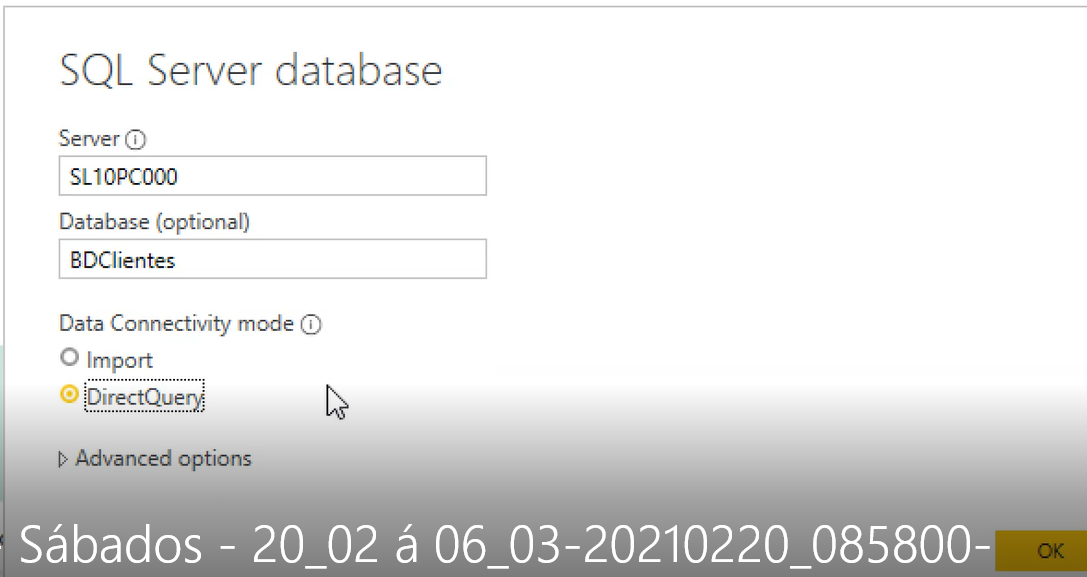 SQL Server database
Server
SL10PC000
Database (optional)
BDClientes
Data Connectivity mode
Import
DirectQuery
Advanced options
Sábados - 20_02 á 06_03-20210220_085800-
OK